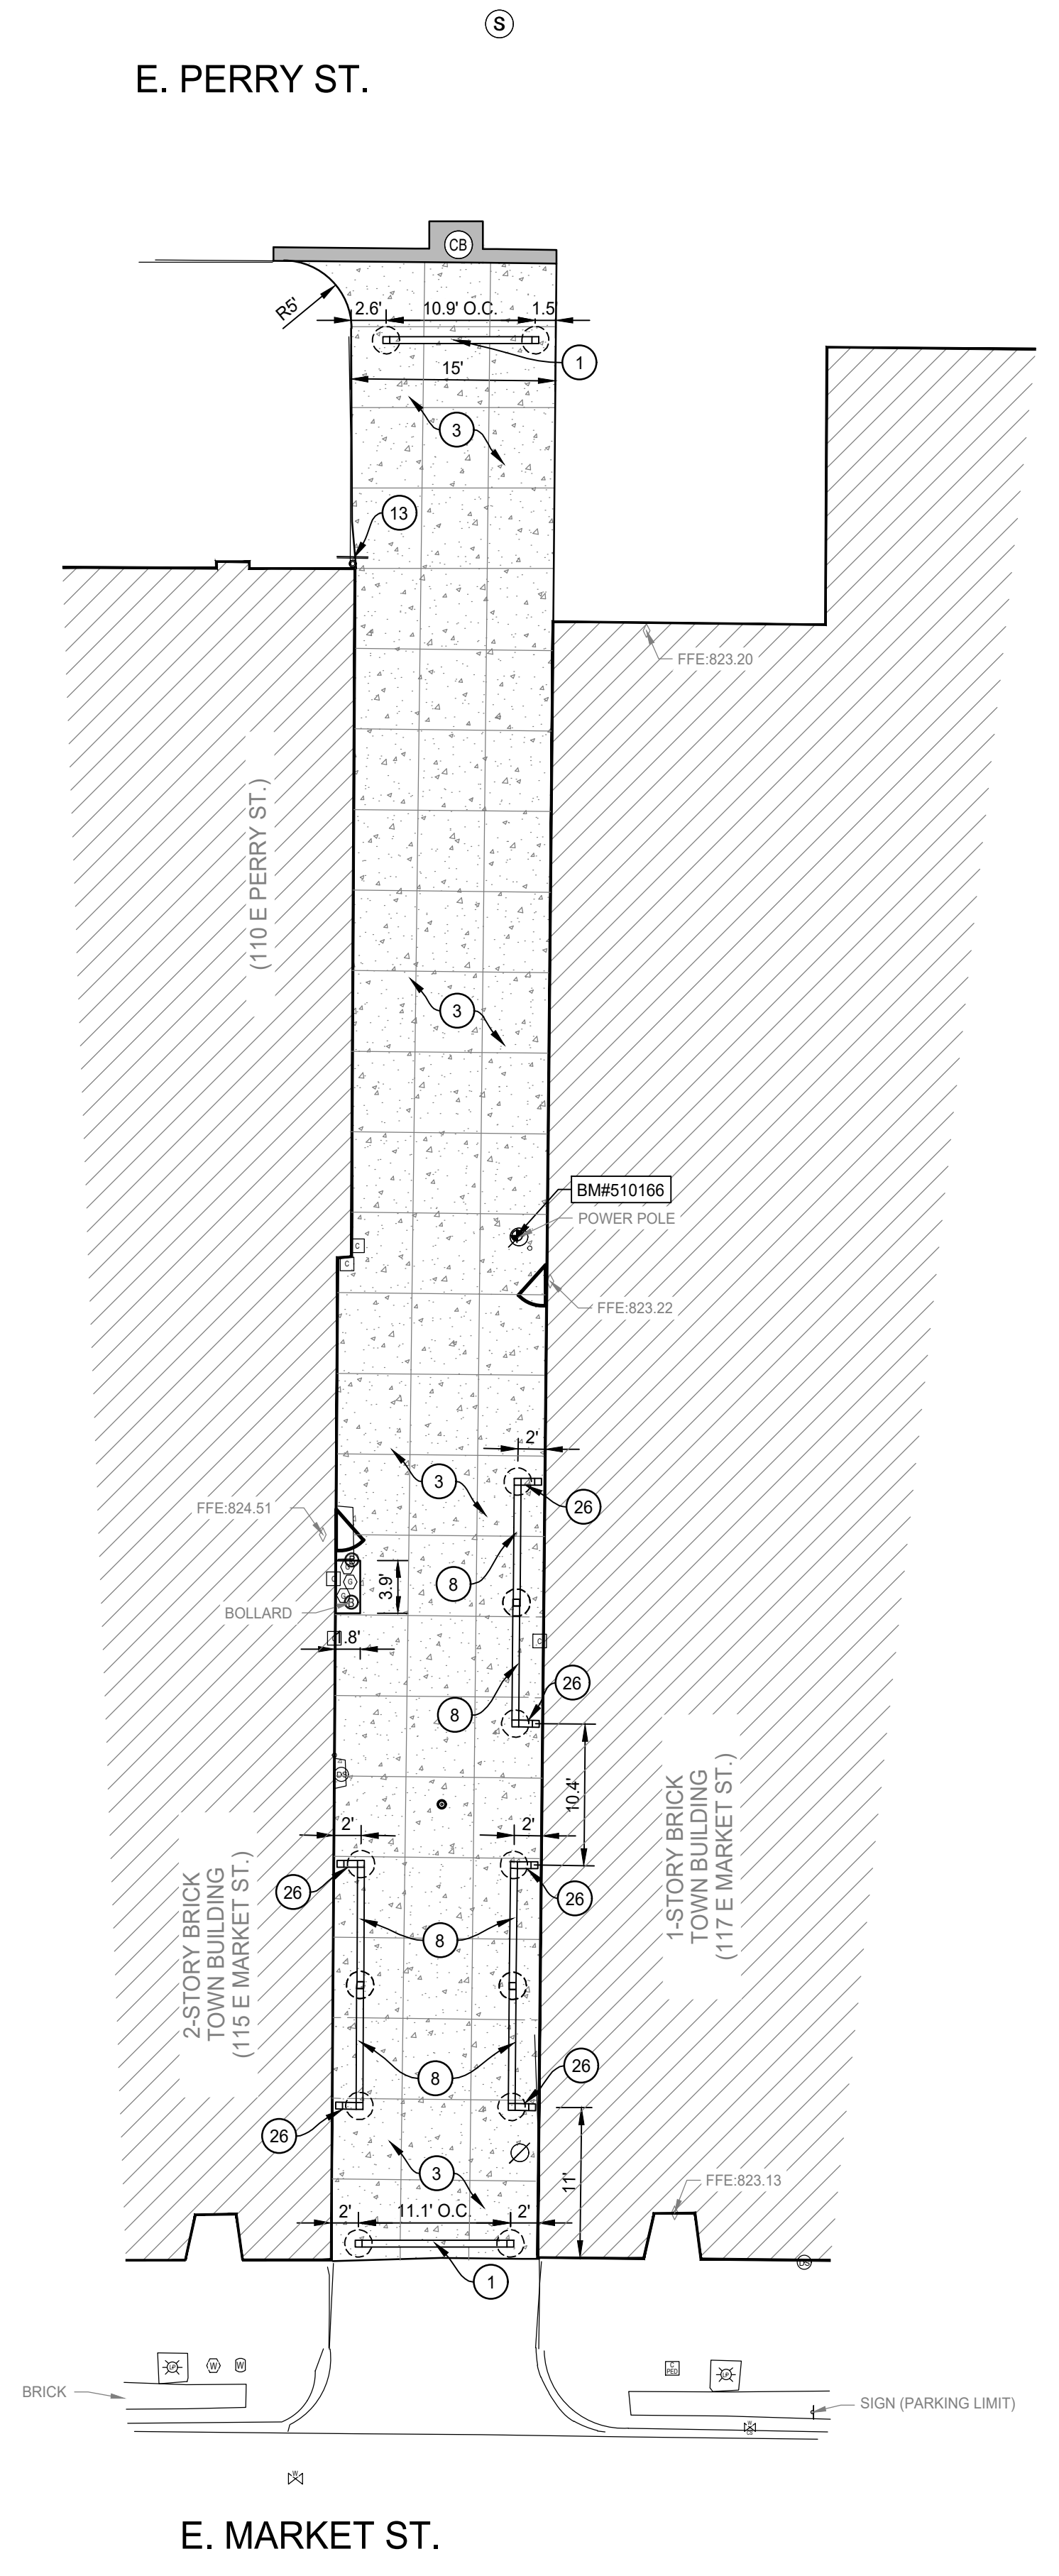 S
E. PERRY ST.
CB
R5'
2.6'
10.9' O.C.
1.5'
1
15'
3
13
FFE:823.20
(110 E PERRY ST.)
3
BM#510166
POWER POLE
C
C
FFE:823.22
2'
3
26
FFE:824.51
8
3.9'
G
BOLLARD
1.8'
26
8
10.4'
DS
1-STORY BRICK
TOWN BUILDING
(117 E MARKET ST.)
2'
2'
26
26
2-STORY BRICK
TOWN BUILDING
(115 E MARKET ST.)
8
8
26
26
3
11'
FFE:823.13
2'
11.1' O.C.
2'
1
DS
LP
W
W
C
PED
LP
BRICK
SIGN (PARKING LIMIT)
W
W
E. MARKET ST.